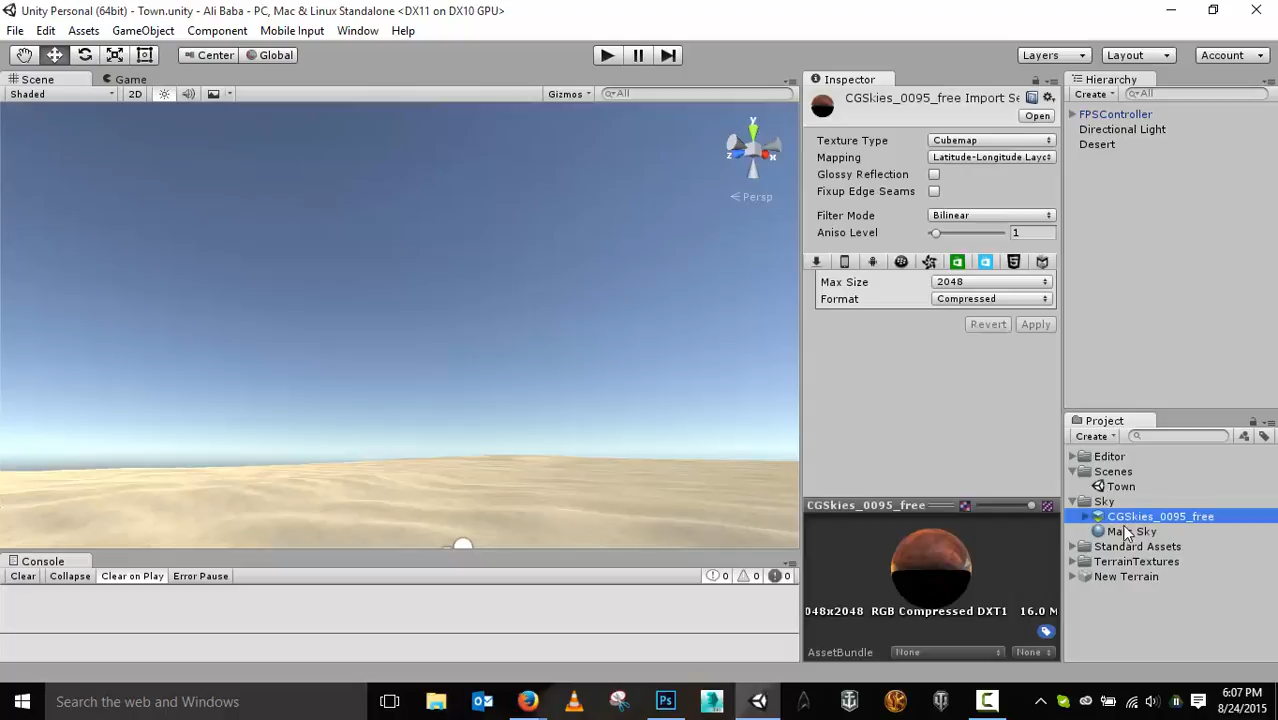 Unity Personal (64bit) - Town.unity - Ali Baba - PC, Mac & Linux Standalone <DX11 on DX10 GPU>
File Edit Assets GameObject Component Mobile Input Window Help
Center Global Layers Layout Account
Scene Game Inspector Hierarchy
Shaded 2D Gizmos All
Create All
CGSkies_0095_free Import Se
Open
FPSController
Directional Light
Desert
y
z
x
Persp
Texture Type Cubemap
Mapping Latitude-Longitude Layo
Glossy Reflection
Fixup Edge Seams
Filter Mode Bilinear
Aniso Level 1
Max Size 2048
Format Compressed
Revert Apply
Project
Create
Editor
Scenes
Town
Sky
CGSkies_0095_free
Sky
Standard Assets
TerrainTextures
New Terrain
CGSkies_0095_free
048x2048 RGB Compressed DXT1 16.0 M
AssetBundle None None
Console
Clear Collapse Clear on Play Error Pause 0 0 0
Search the web and Windows
Ps
6:07 PM
8/24/2015